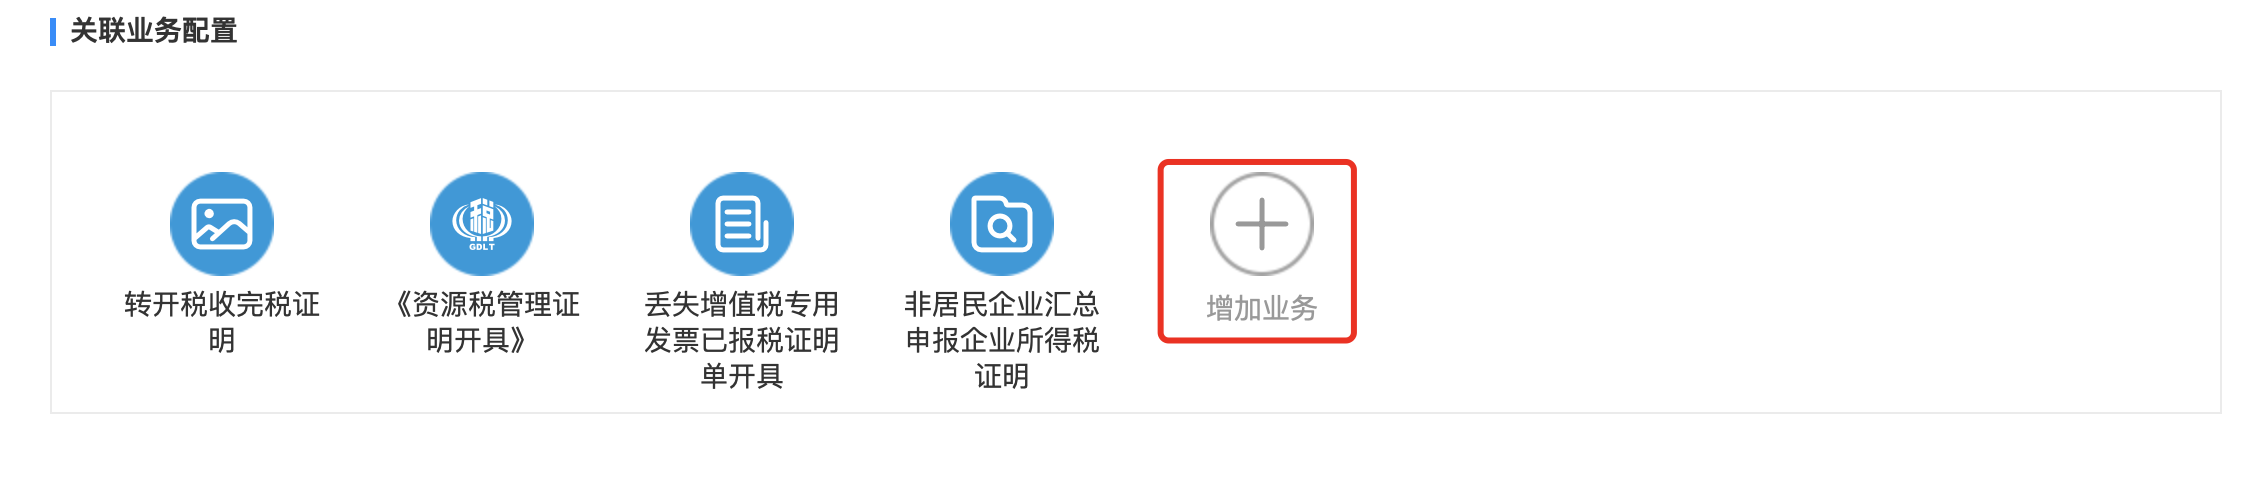 关联业务配置
GDLT
转开税收完税证
明
《资源税管理证
明开具》
丢失增值税专用
发票已报税证明
单开具
非居民企业汇总
申报企业所得税
证明
增加业务